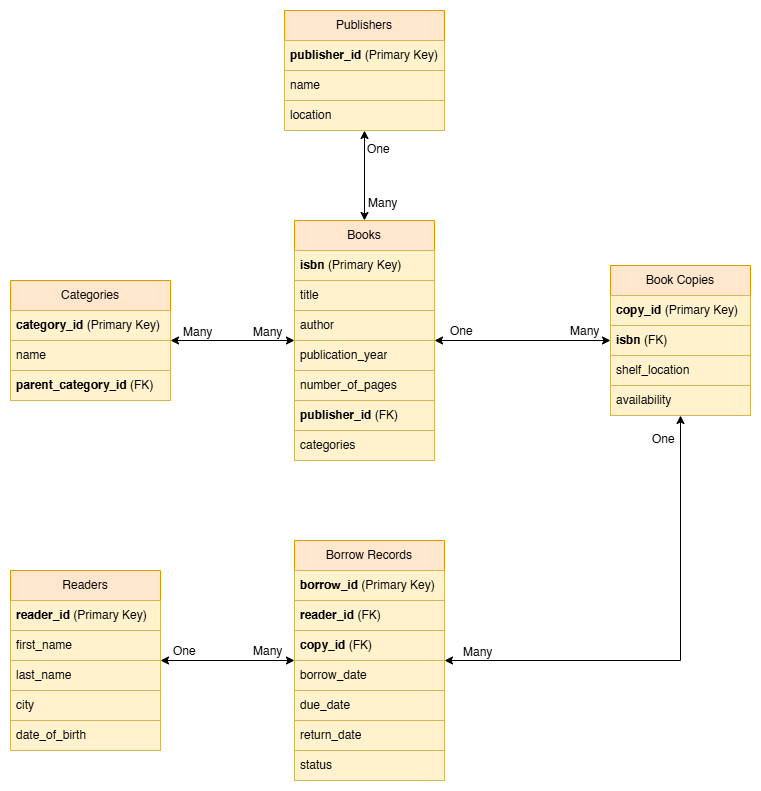 Publishers
publisher_id (Primary Key)
name
location
One
Many
Books
isbn (Primary Key)
title
author
publication_year
number_of_pages
publisher_id (FK)
categories
Categories
category_id (Primary Key)
name
parent_category_id (FK)
Many
Many
One
Many
Book Copies
copy_id (Primary Key)
isbn (FK)
shelf_location
availability
One
Many
Borrow Records
borrow_id (Primary Key)
reader_id (FK)
copy_id (FK)
borrow_date
due_date
return_date
status
Readers
reader_id (Primary Key)
first_name
last_name
city
date_of_birth
One
Many